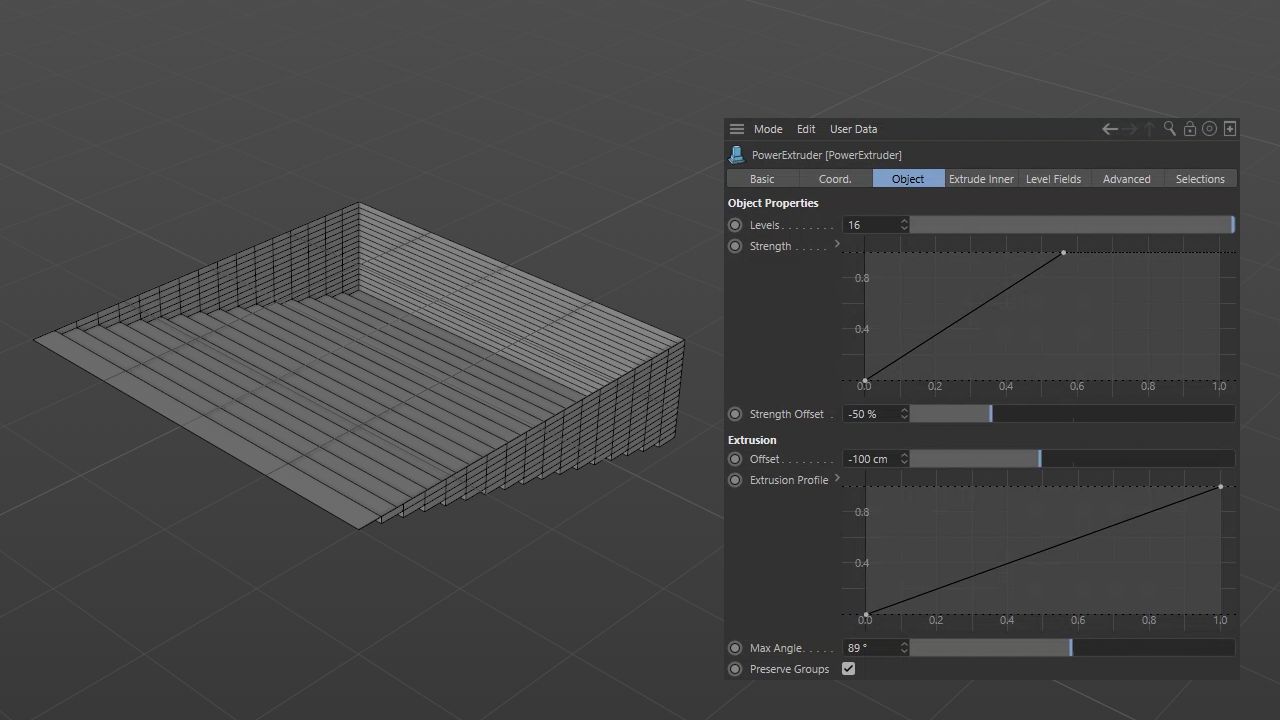 Mode Edit User Data
PowerExtruder [PowerExtruder]
Basic Coord. Object Extrude Inner Level Fields Advanced Selections
Object Properties
Levels. . . . . . . . 16
Strength . . . . .
0.8
0.4
0.0 0.2 0.4 0.6 0.8 1.0
Strength Offset . -50 %
Extrusion
Offset. . . . . . . . -100 cm
Extrusion Profile
0.8
0.4
0.0 0.2 0.4 0.6 0.8 1.0
Max Angle. . . . . 89 °
Preserve Groups